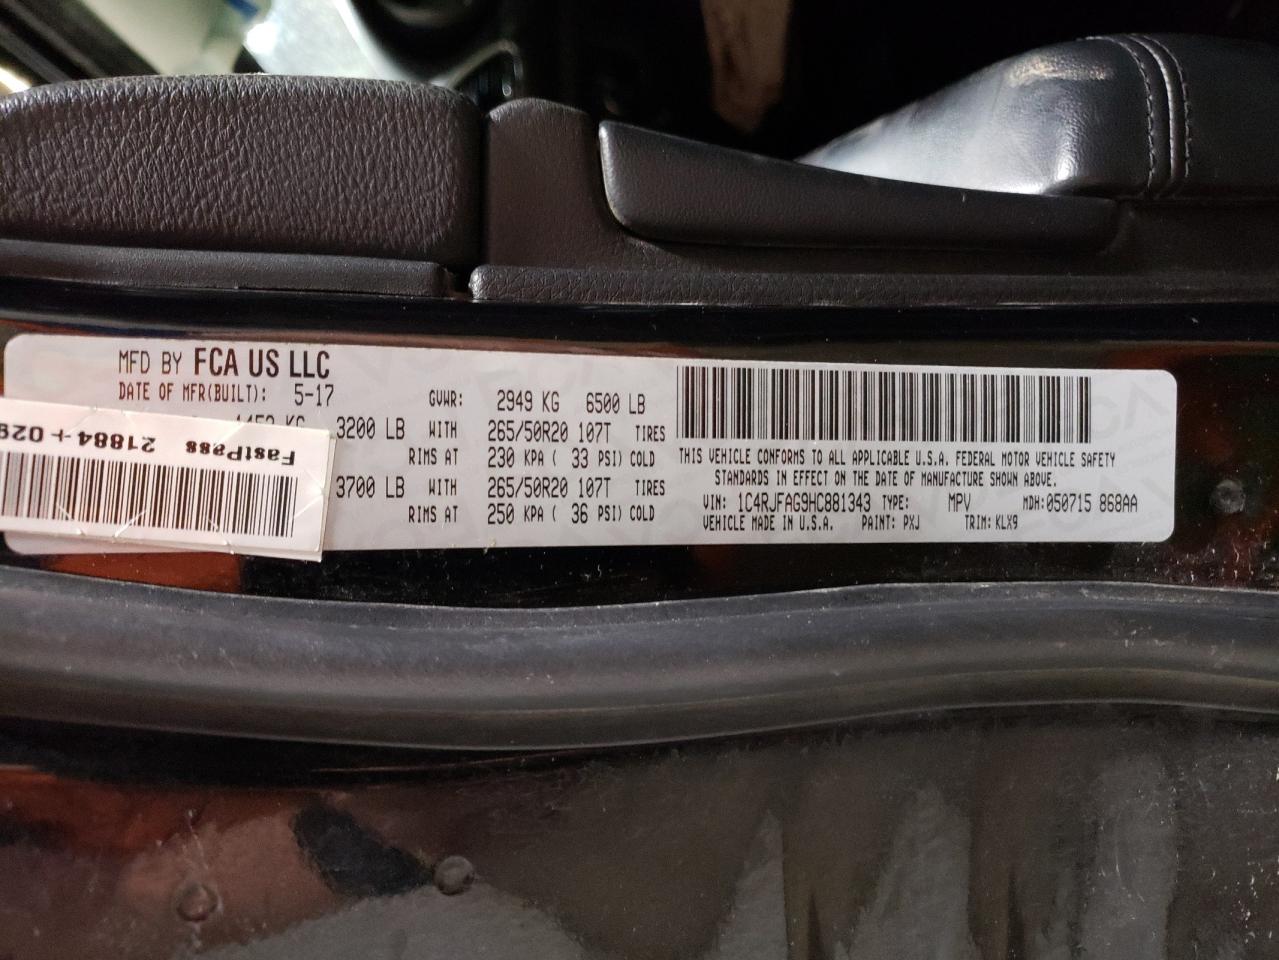 MFD BY FCA US LLC
DATE OF MFR(BUILT): 5-17 GVWR: 2949 KG 6500 LB
3200 LB WITH 265/50R20 107T TIRES
RIMS AT 230 KPA ( 33 PSI) COLD
3700 LB WITH 265/50R20 107T TIRES
RIMS AT 250 KPA ( 36 PSI) COLD
THIS VEHICLE CONFORMS TO ALL APPLICABLE U.S.A. FEDERAL MOTOR VEHICLE SAFETY
STANDARDS IN EFFECT ON THE DATE OF MANUFACTURE SHOWN ABOVE.
VIN: 1C4RJFAG9HC881343 TYPE: MPV MDH: 050715 868AA
VEHICLE MADE IN U.S.A. PAINT: PXJ TRIM: KLX9
FastPass 21884